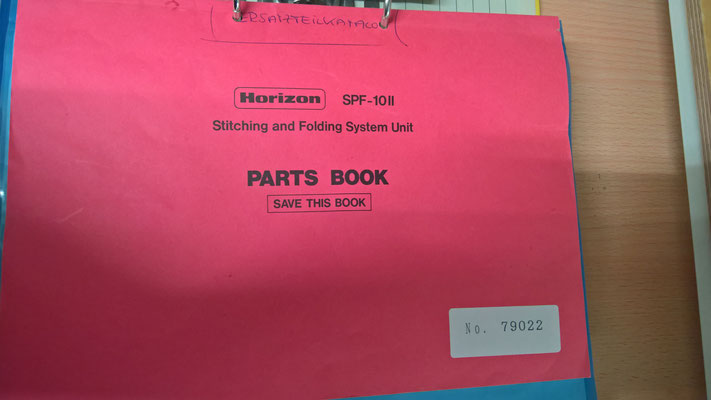 ERSATZTEILKATALOG
Horizon SPF-10II
Stitching and Folding System Unit
PARTS BOOK
SAVE THIS BOOK
No. 79022